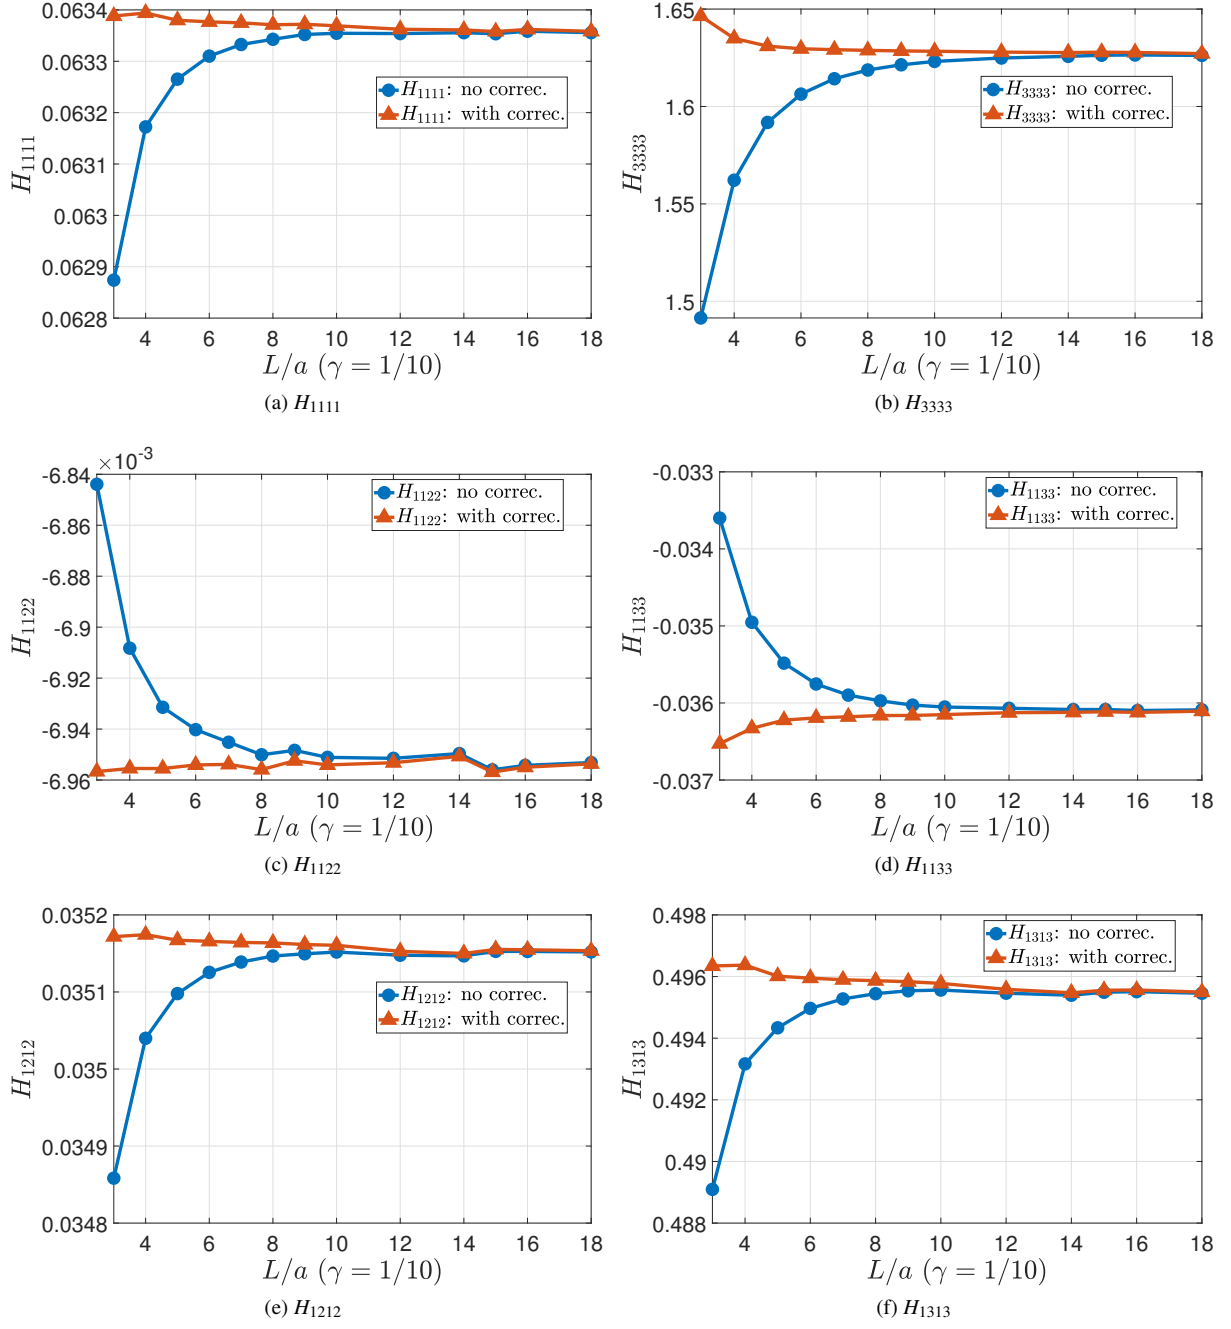 0.0634
0.0633
0.0632
0.0631
0.063
0.0629
0.0628
H1111
H1111: no correc.
H1111: with correc.
4 6 8 10 12 14 16 18
L/a (γ = 1/10)
(a) H1111
1.65
1.6
1.55
1.5
H3333
H3333: no correc.
H3333: with correc.
4 6 8 10 12 14 16 18
L/a (γ = 1/10)
(b) H3333
×10^-3
-6.84
-6.86
-6.88
-6.9
-6.92
-6.94
-6.96
H1122
H1122: no correc.
H1122: with correc.
4 6 8 10 12 14 16 18
L/a (γ = 1/10)
(c) H1122
-0.033
-0.034
-0.035
-0.036
-0.037
H1133
H1133: no correc.
H1133: with correc.
4 6 8 10 12 14 16 18
L/a (γ = 1/10)
(d) H1133
0.0352
0.0351
0.035
0.0349
0.0348
H1212
H1212: no correc.
H1212: with correc.
4 6 8 10 12 14 16 18
L/a (γ = 1/10)
(e) H1212
0.498
0.496
0.494
0.492
0.49
0.488
H1313
H1313: no correc.
H1313: with correc.
4 6 8 10 12 14 16 18
L/a (γ = 1/10)
(f) H1313